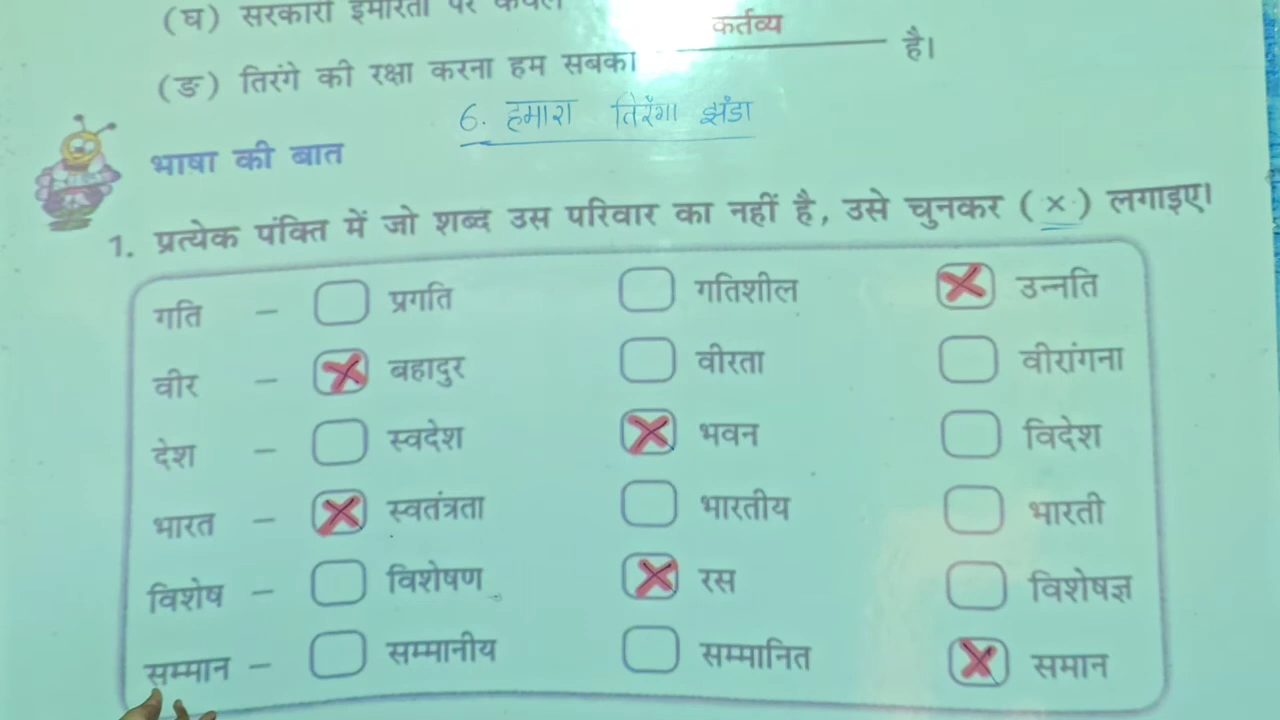 (घ) सरकारी इमारतों पर केवल
(ङ) तिरंगे की रक्षा करना हम सबका कर्तव्य है।
6. हमारा तिरँगा झंडा
भाषा की बात
1. प्रत्येक पंक्ति में जो शब्द उस परिवार का नहीं है, उसे चुनकर (×) लगाइए।
गति – प्रगति गतिशील × उन्नति
वीर – × बहादुर वीरता वीरांगना
देश – स्वदेश × भवन विदेश
भारत – × स्वतंत्रता भारतीय भारती
विशेष – विशेषण × रस विशेषज्ञ
सम्मान – सम्मानीय सम्मानित × समान